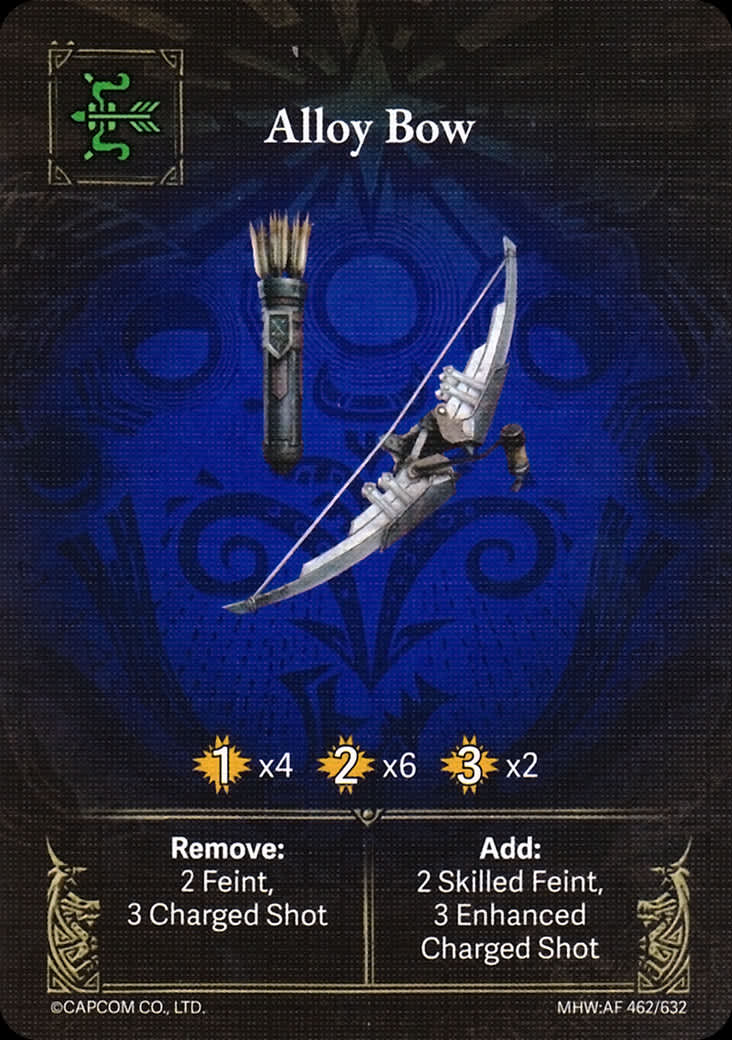 Alloy Bow
1 x4 2 x6 3 x2
Remove:
2 Feint,
3 Charged Shot
Add:
2 Skilled Feint,
3 Enhanced
Charged Shot
©CAPCOM CO., LTD.
MHW:AF 462/632